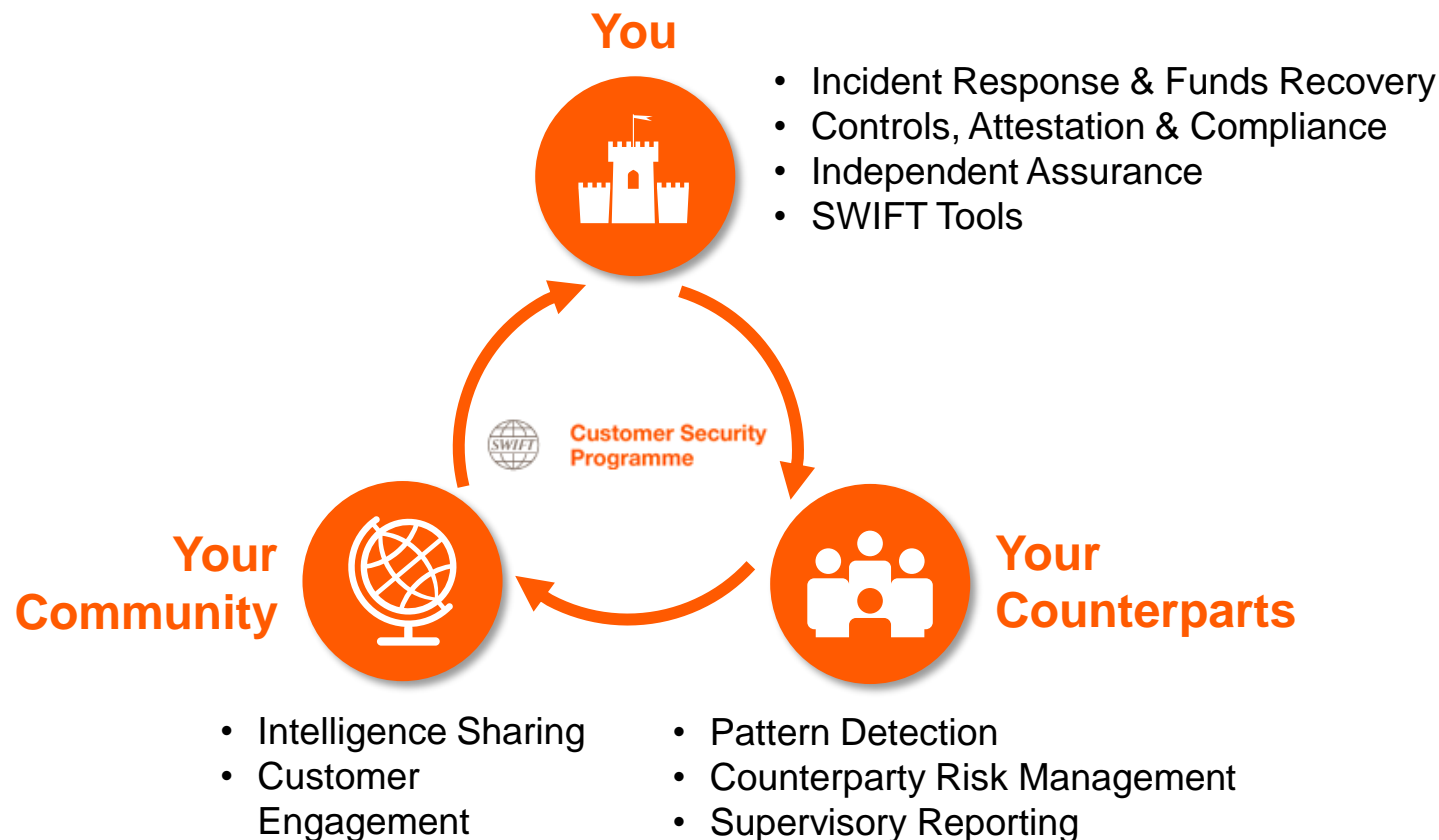 You
• Incident Response & Funds Recovery
• Controls, Attestation & Compliance
• Independent Assurance
• SWIFT Tools
SWIFT
Customer Security
Programme
Your
Community
Your
Counterparts
• Intelligence Sharing
• Customer
Engagement
• Pattern Detection
• Counterparty Risk Management
• Supervisory Reporting